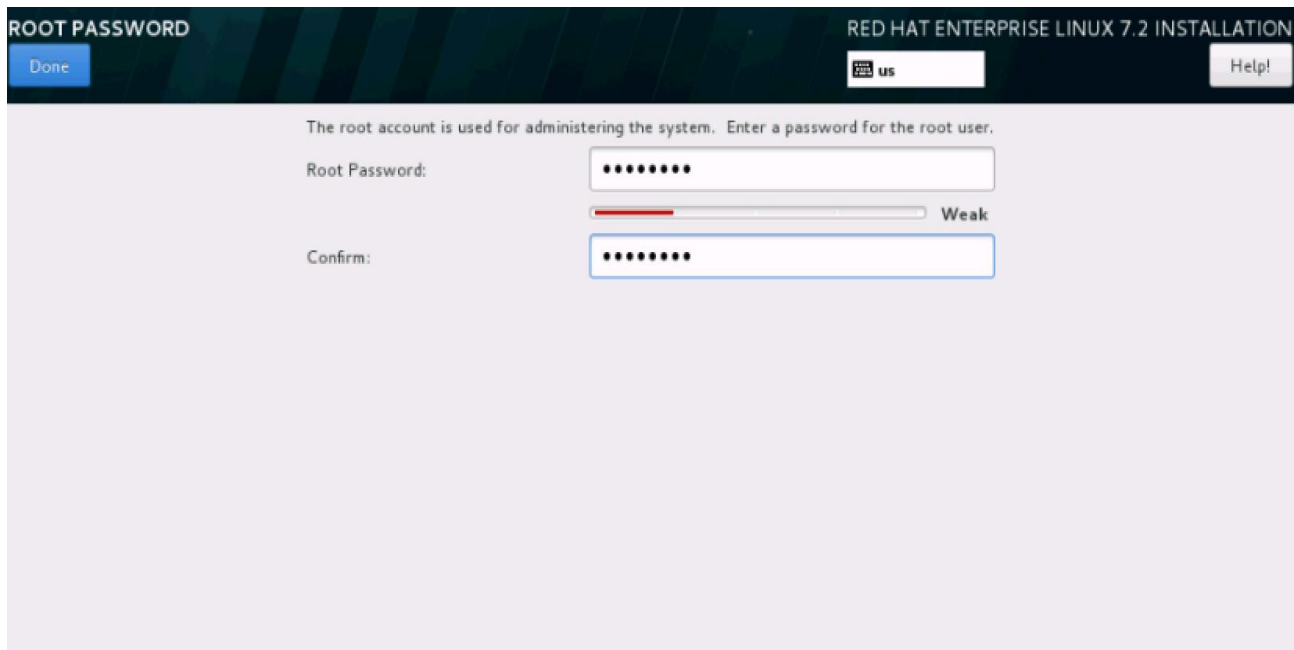 ROOT PASSWORD
RED HAT ENTERPRISE LINUX 7.2 INSTALLATION
Done
us
Help!
The root account is used for administering the system. Enter a password for the root user.
Root Password:
••••••••
Weak
Confirm:
••••••••